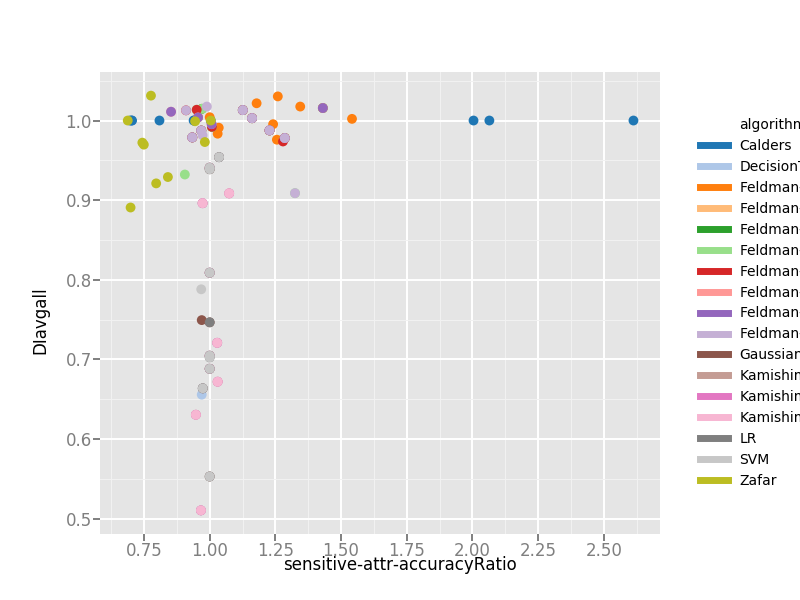 1.0
0.9
0.8
0.7
0.6
0.5
DIavgall
0.75 1.00 1.25 1.50 1.75 2.00 2.25 2.50
sensitive-attr-accuracyRatio
algorithm
Calders
Decision
Feldman
Feldman
Feldman
Feldman
Feldman
Feldman
Feldman
Feldman
Gaussian
Kamishin
Kamishin
Kamishin
LR
SVM
Zafar